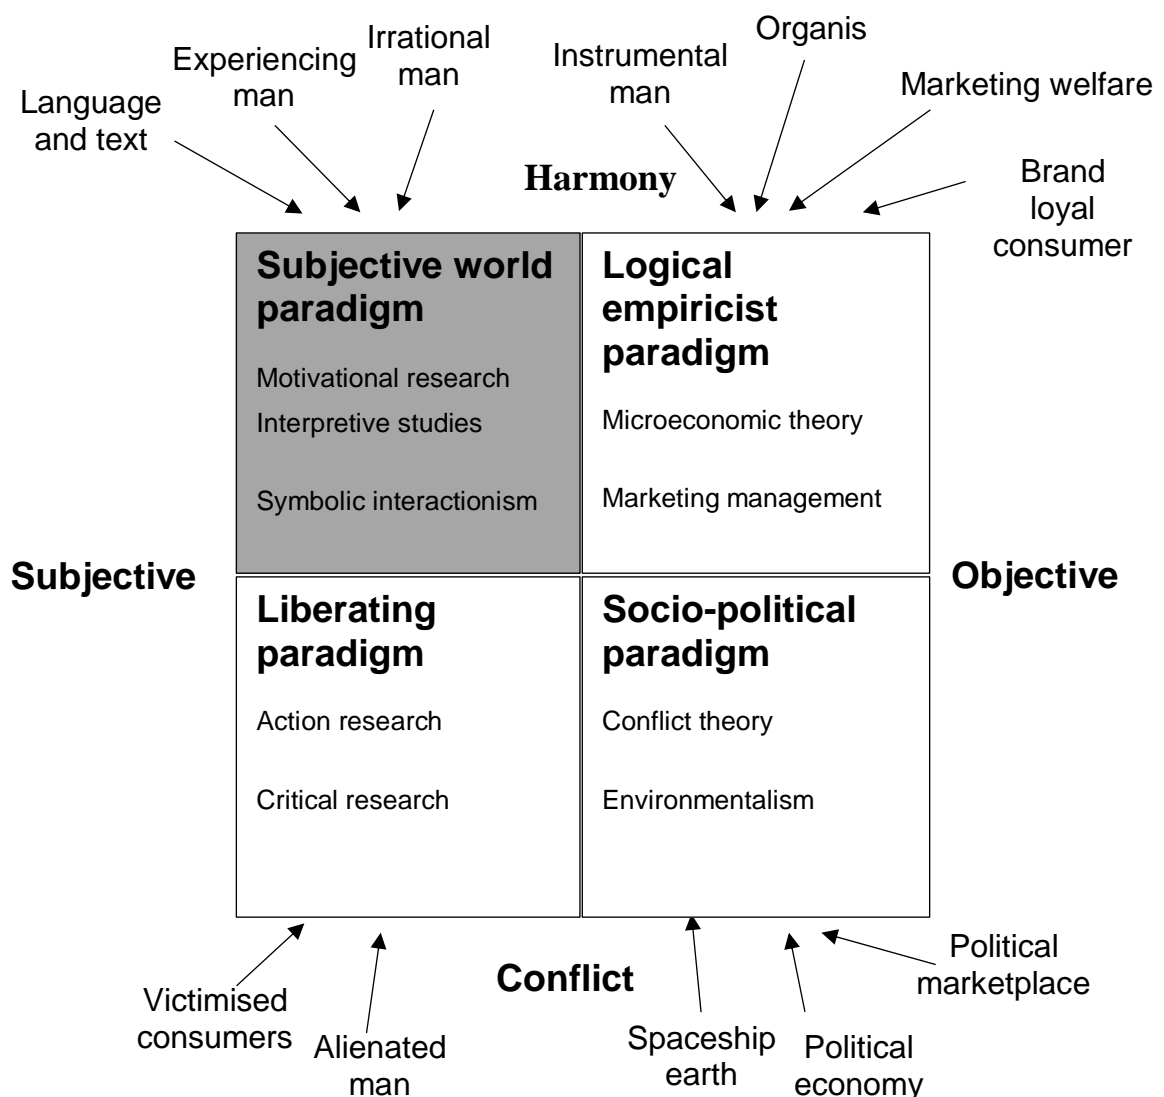 Language
and text
Experiencing
man
Irrational
man
Instrumental
man
Organis
Marketing welfare
Brand
loyal
consumer
Harmony
Subjective world
paradigm
Motivational research
Interpretive studies
Symbolic interactionism
Logical
empiricist
paradigm
Microeconomic theory
Marketing management
Subjective
Objective
Liberating
paradigm
Action research
Critical research
Socio-political
paradigm
Conflict theory
Environmentalism
Conflict
Victimised
consumers
Alienated
man
Spaceship
earth
Political
economy
Political
marketplace